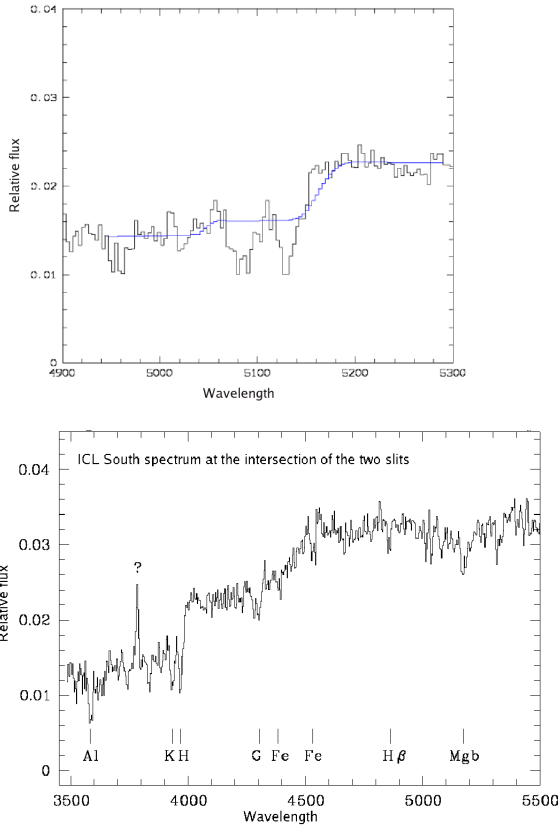 0.04
0.03
0.02
0.01
0
Relative flux
4900 5000 5100 5200 5300
Wavelength
ICL South spectrum at the intersection of the two slits
0.04
0.03
0.02
0.01
0
Relative flux
?
Al K H G Fe Fe Hβ Mgb
3500 4000 4500 5000 5500
Wavelength